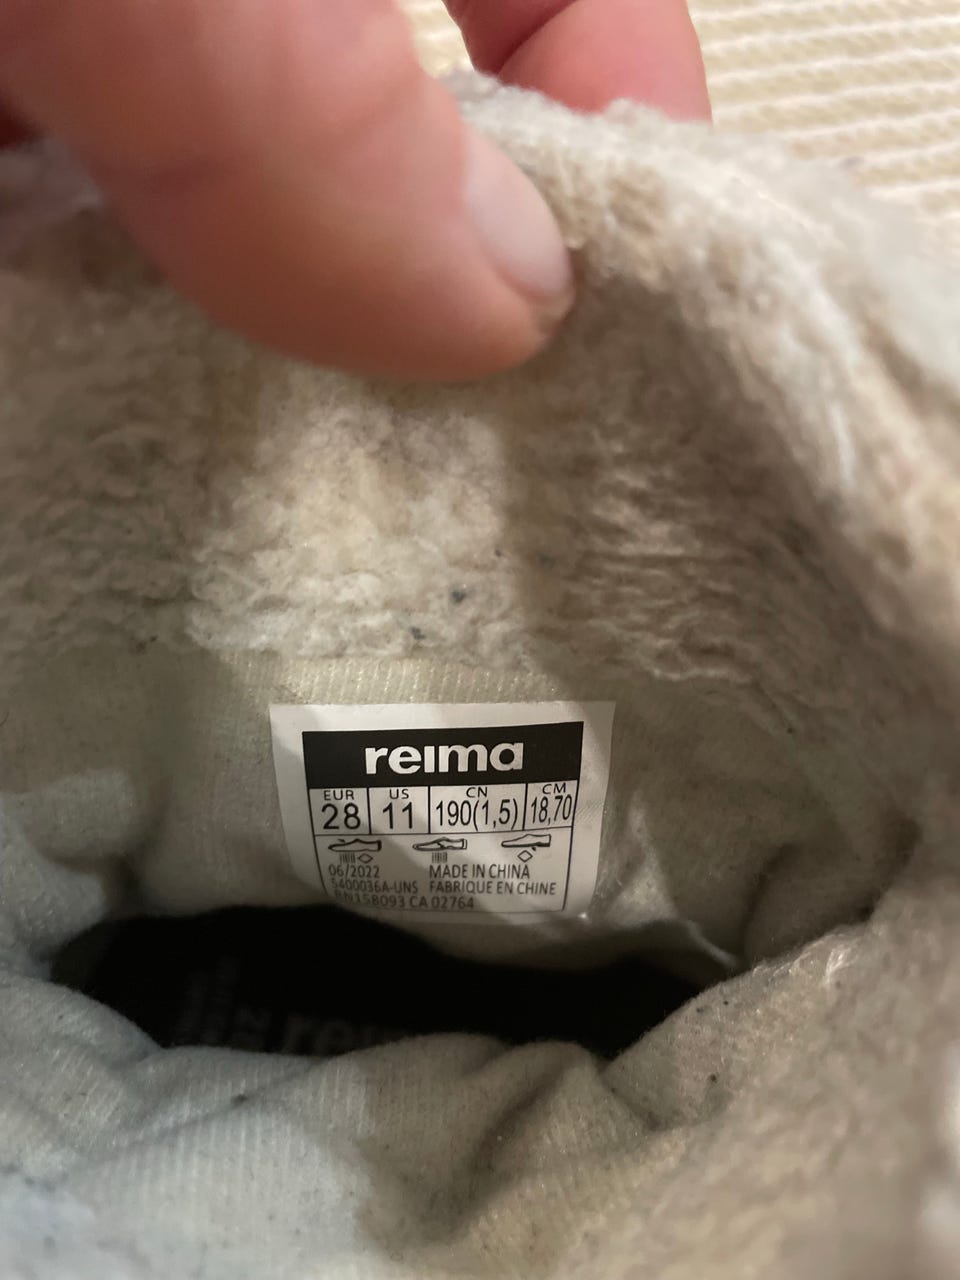 reima
EUR US CN CM
28 11 190(1,5) 18,70
06/2022 MADE IN CHINA
5400036A-UNS FABRIQUE EN CHINE
RN158093 CA 02764